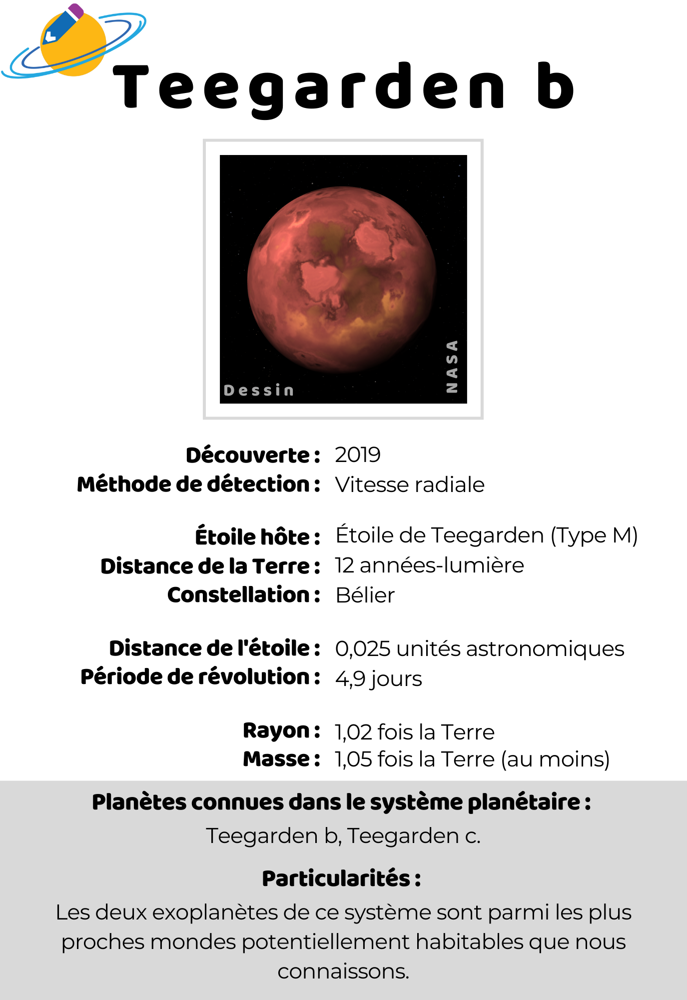 Teegarden b
Dessin
NASA
Découverte : 2019
Méthode de détection : Vitesse radiale
Étoile hôte : Étoile de Teegarden (Type M)
Distance de la Terre : 12 années-lumière
Constellation : Bélier
Distance de l'étoile : 0,025 unités astronomiques
Période de révolution : 4,9 jours
Rayon : 1,02 fois la Terre
Masse : 1,05 fois la Terre (au moins)
Planètes connues dans le système planétaire :
Teegarden b, Teegarden c.
Particularités :
Les deux exoplanètes de ce système sont parmi les plus
proches mondes potentiellement habitables que nous
connaissons.